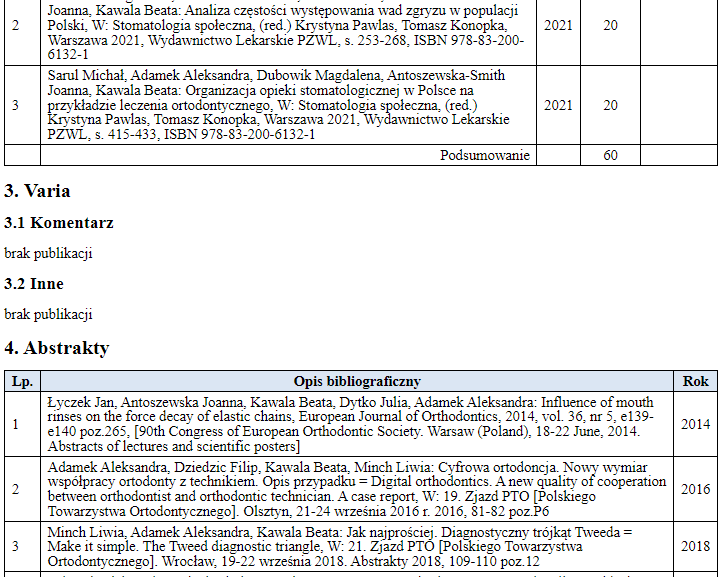 Joanna, Kawala Beata: Analiza częstości występowania wad zgryzu w populacji
2 Polski, W: Stomatologia społeczna, (red.) Krystyna Pawlas, Tomasz Konopka, 2021 20
Warszawa 2021, Wydawnictwo Lekarskie PZWL, s. 253-268, ISBN 978-83-200-
6132-1
Sarul Michał, Adamek Aleksandra, Dubowik Magdalena, Antoszewska-Smith
Joanna, Kawala Beata: Organizacja opieki stomatologicznej w Polsce na
3 przykładzie leczenia ortodontycznego, W: Stomatologia społeczna, (red.) 2021 20
Krystyna Pawlas, Tomasz Konopka, Warszawa 2021, Wydawnictwo Lekarskie
PZWL, s. 415-433, ISBN 978-83-200-6132-1
Podsumowanie 60
3. Varia
3.1 Komentarz
brak publikacji
3.2 Inne
brak publikacji
4. Abstrakty
Lp. Opis bibliograficzny Rok
Łyczek Jan, Antoszewska Joanna, Kawala Beata, Dytko Julia, Adamek Aleksandra: Influence of mouth
1 rinses on the force decay of elastic chains, European Journal of Orthodontics, 2014, vol. 36, nr 5, e139- 2014
e140 poz.265, [90th Congress of European Orthodontic Society. Warsaw (Poland), 18-22 June, 2014.
Abstracts of lectures and scientific posters]
Adamek Aleksandra, Dziedzic Filip, Kawala Beata, Minch Liwia: Cyfrowa ortodoncja. Nowy wymiar
2 współpracy ortodonty z technikiem. Opis przypadku = Digital orthodontics. A new quality of cooperation 2016
between orthodontist and orthodontic technician. A case report, W: 19. Zjazd PTO [Polskiego
Towarzystwa Ortodontycznego]. Olsztyn, 21-24 września 2016 r. 2016, 81-82 poz.P6
Minch Liwia, Adamek Aleksandra, Kawala Beata: Jak najprościej. Diagnostyczny trójkąt Tweeda =
3 Make it simple. The Tweed diagnostic triangle, W: 21. Zjazd PTO [Polskiego Towarzystwa 2018
Ortodontycznego]. Wrocław, 19-22 września 2018. Abstrakty 2018, 109-110 poz.12